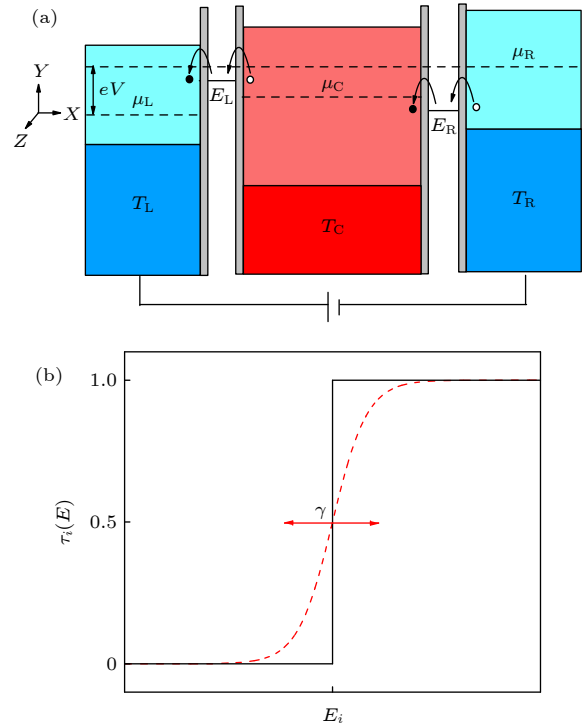 (a)
Y
X
Z
eV
μL
EL
μC
ER
μR
TL
TC
TR
(b)
1.0
0.5
0
τi(E)
γ
Ei